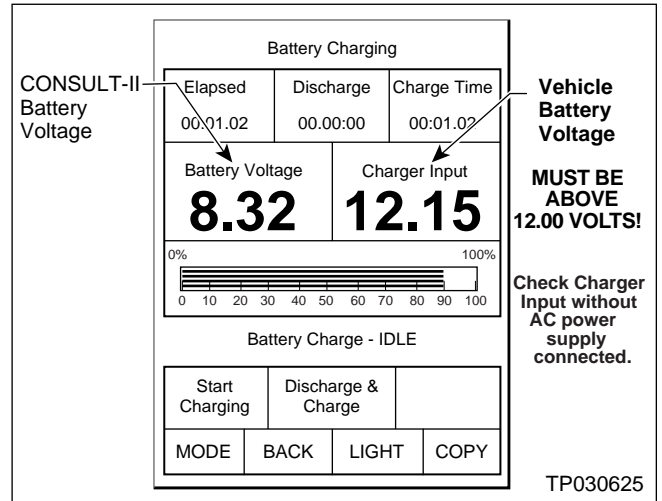 Battery Charging
CONSULT-II
Battery
Voltage
Elapsed
00:01.02
Discharge
00.00:00
Charge Time
00:01.02
Vehicle
Battery
Voltage
Battery Voltage
8.32
Charger Input
12.15
MUST BE
ABOVE
12.00 VOLTS!
0% 100%
0 10 20 30 40 50 60 70 80 90 100
Check Charger
Input without
AC power
supply
connected.
Battery Charge - IDLE
Start
Charging
Discharge &
Charge
MODE BACK LIGHT COPY
TP030625